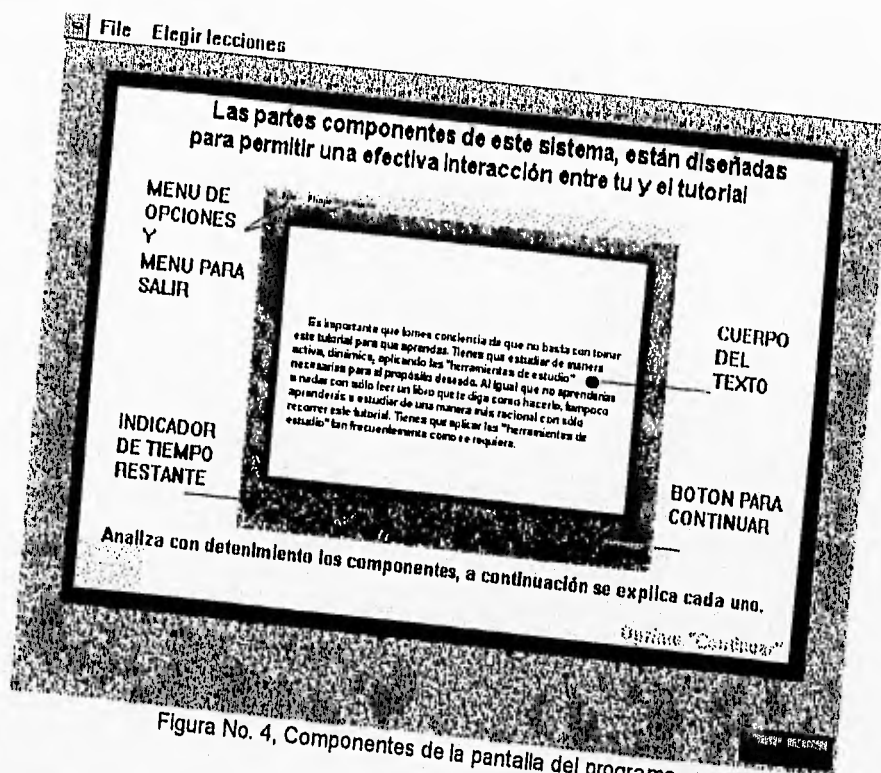 File Elegir lecciones
Las partes componentes de este sistema, están diseñadas
para permitir una efectiva interacción entre tu y el tutorial
MENU DE
OPCIONES
Y
MENU PARA
SALIR
File
Es importante que tomes conciencia de que no basta con tomar
este tutorial para que aprendas. Tienes que estudiar de manera
activa, dinámica, aplicando las "herramientas de estudio"
necesarias para el propósito deseado. Al igual que no aprenderías
a nadar con sólo leer un libro que te diga como hacerlo, tampoco
aprenderás a estudiar de una manera más racional con sólo
recorrer este tutorial. Tienes que aplicar las "herramientas de
estudio" tan frecuentemente como se requiera.
CUERPO
DEL
TEXTO
INDICADOR
DE TIEMPO
RESTANTE
BOTON PARA
CONTINUAR
Analiza con detenimiento los componentes, a continuación se explica cada uno.
Oprime "Continuar"
Figura No. 4, Componentes de la pantalla del programa